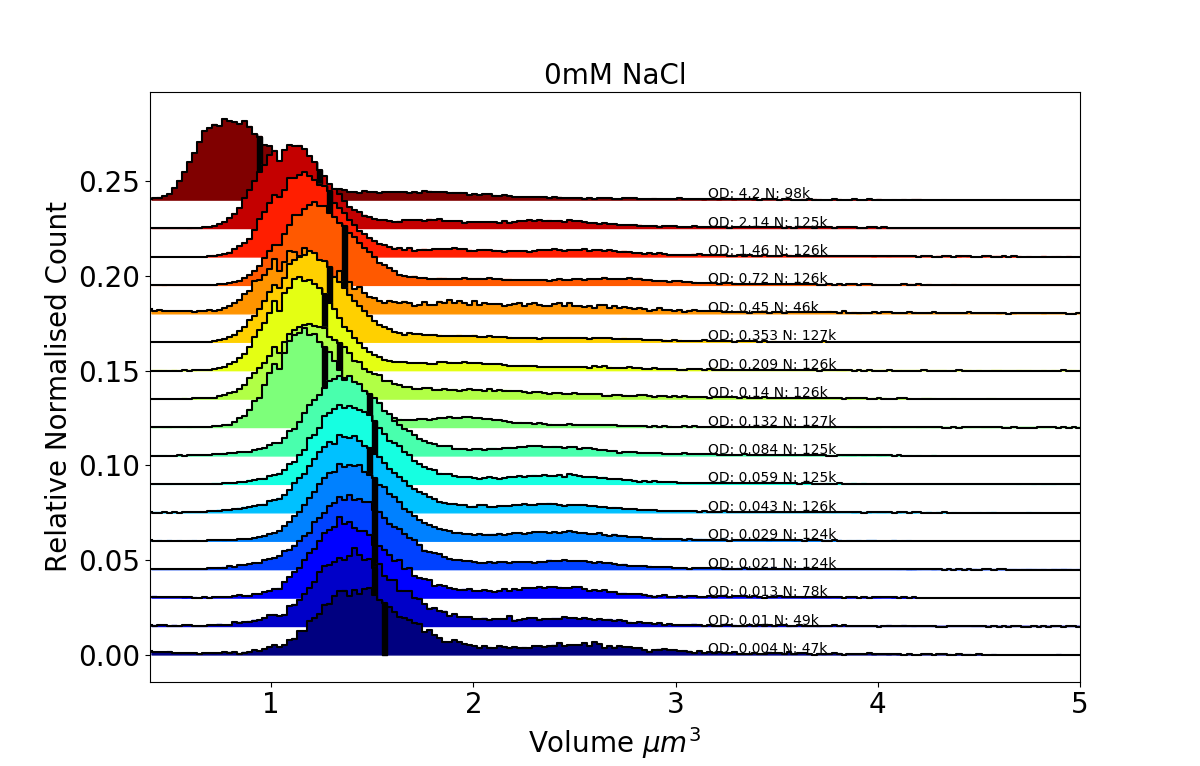 0mM NaCl
Relative Normalised Count
0.25
0.20
0.15
0.10
0.05
0.00
OD: 4.2 N: 98k
OD: 2.14 N: 125k
OD: 1.46 N: 126k
OD: 0.72 N: 126k
OD: 0.45 N: 46k
OD: 0.353 N: 127k
OD: 0.209 N: 126k
OD: 0.14 N: 126k
OD: 0.132 N: 127k
OD: 0.084 N: 125k
OD: 0.059 N: 125k
OD: 0.043 N: 126k
OD: 0.029 N: 124k
OD: 0.021 N: 124k
OD: 0.013 N: 78k
OD: 0.01 N: 49k
OD: 0.004 N: 47k
1 2 3 4 5
Volume μm³